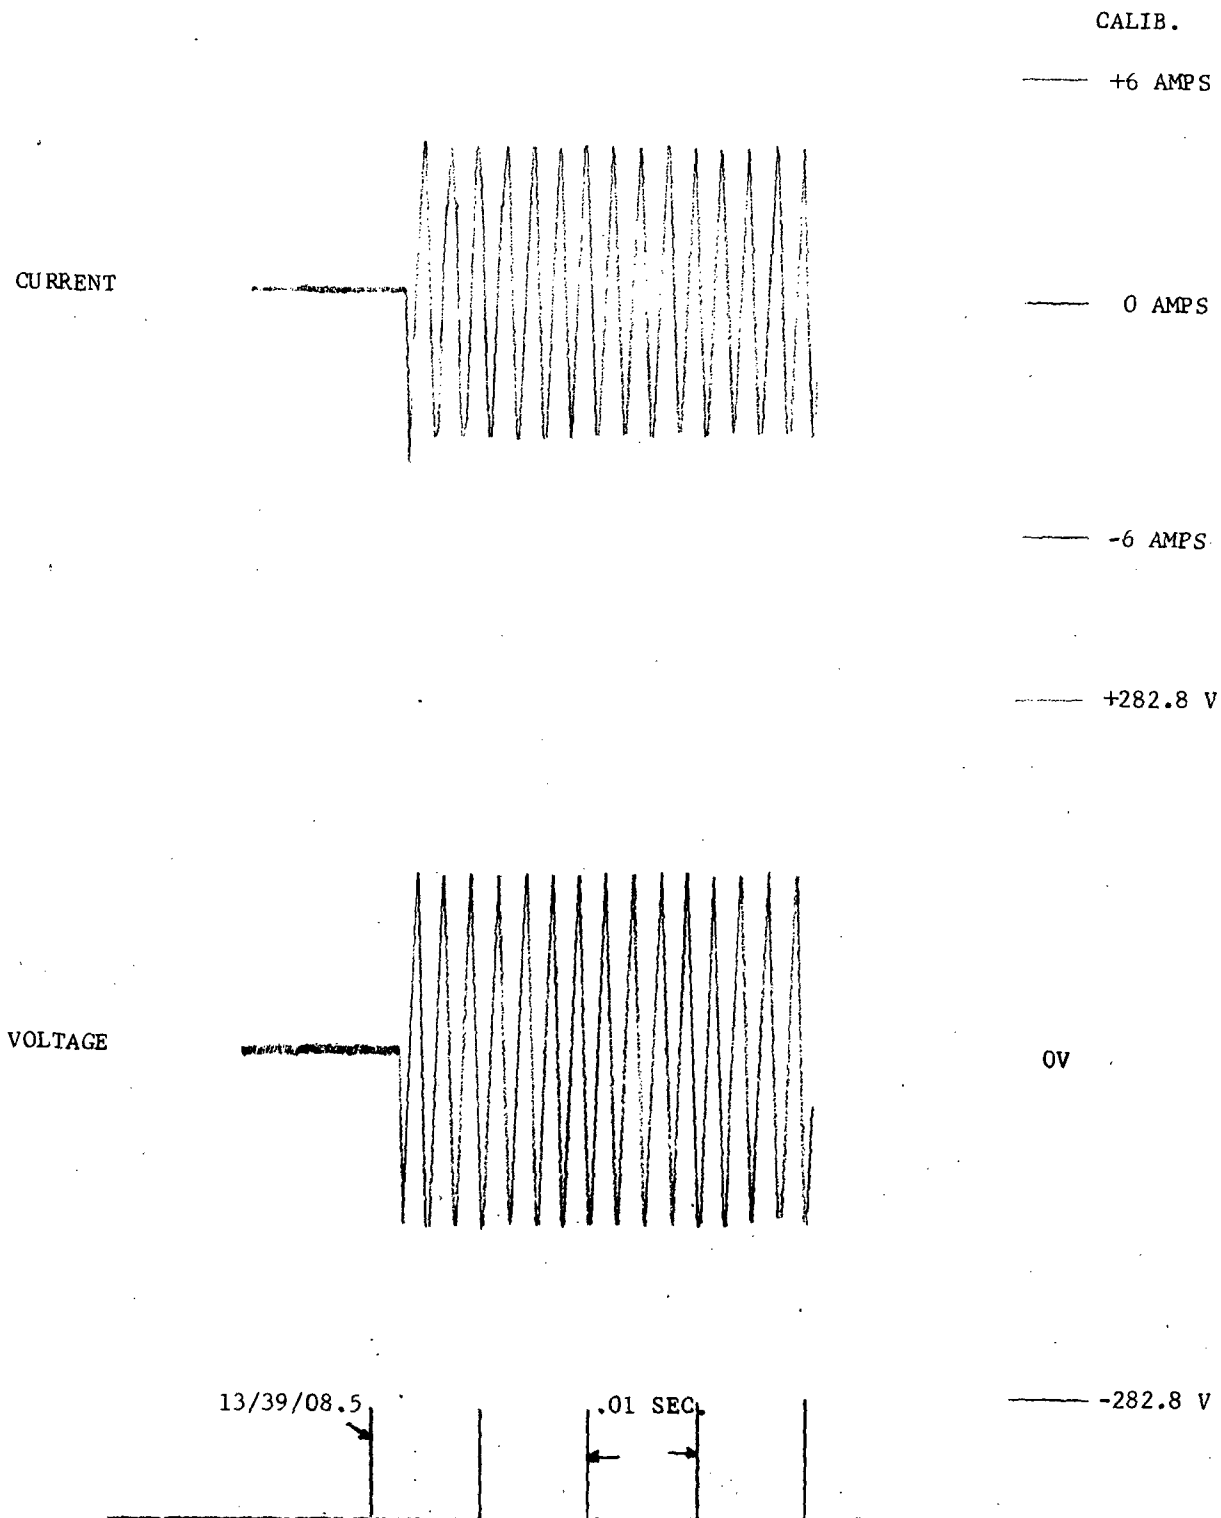 CALIB.
+6 AMPS
CURRENT
0 AMPS
-6 AMPS
+282.8 V
VOLTAGE
0V
13/39/08.5
.01 SEC.
-282.8 V